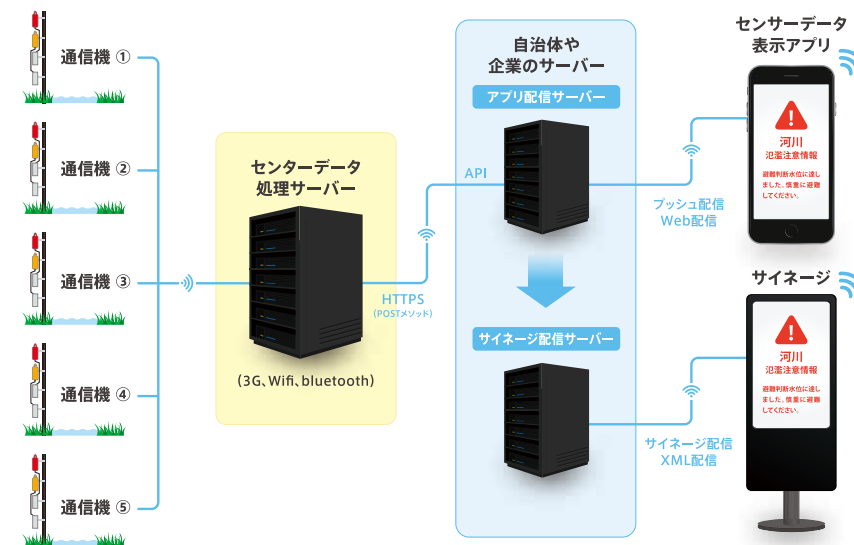 通信機 ①
通信機 ②
通信機 ③
通信機 ④
通信機 ⑤
センターデータ
処理サーバー
(3G、Wifi、bluetooth)
HTTPS
(POSTメソッド)
自治体や
企業のサーバー
アプリ配信サーバー
API
サイネージ配信サーバー
プッシュ配信
Web配信
サイネージ配信
XML配信
センサーデータ
表示アプリ
河川
氾濫注意情報
避難判断水位に達し
ました。慎重に避難
してください。
サイネージ
河川
氾濫注意情報
避難判断水位に達し
ました。慎重に避難
してください。